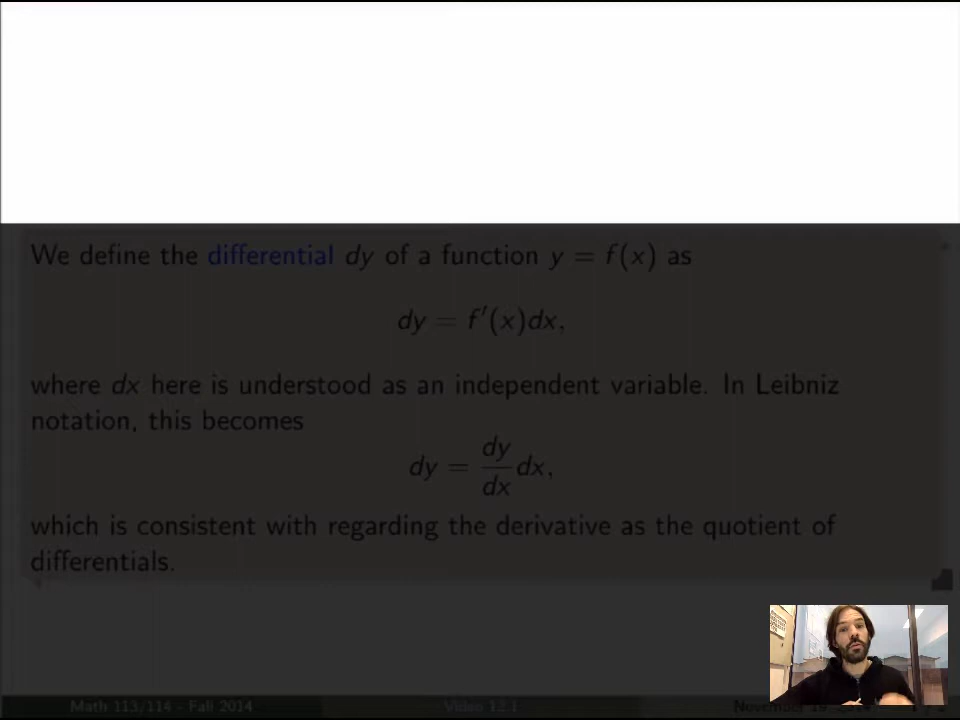 We define the differential dy of a function y = f(x) as
dy = f′(x)dx,
where dx here is understood as an independent variable. In Leibniz
notation, this becomes
dy = \frac{dy}{dx} dx,
which is consistent with regarding the derivative as the quotient of
differentials.
Math 113/114 - Fall 2014
Video 12.1